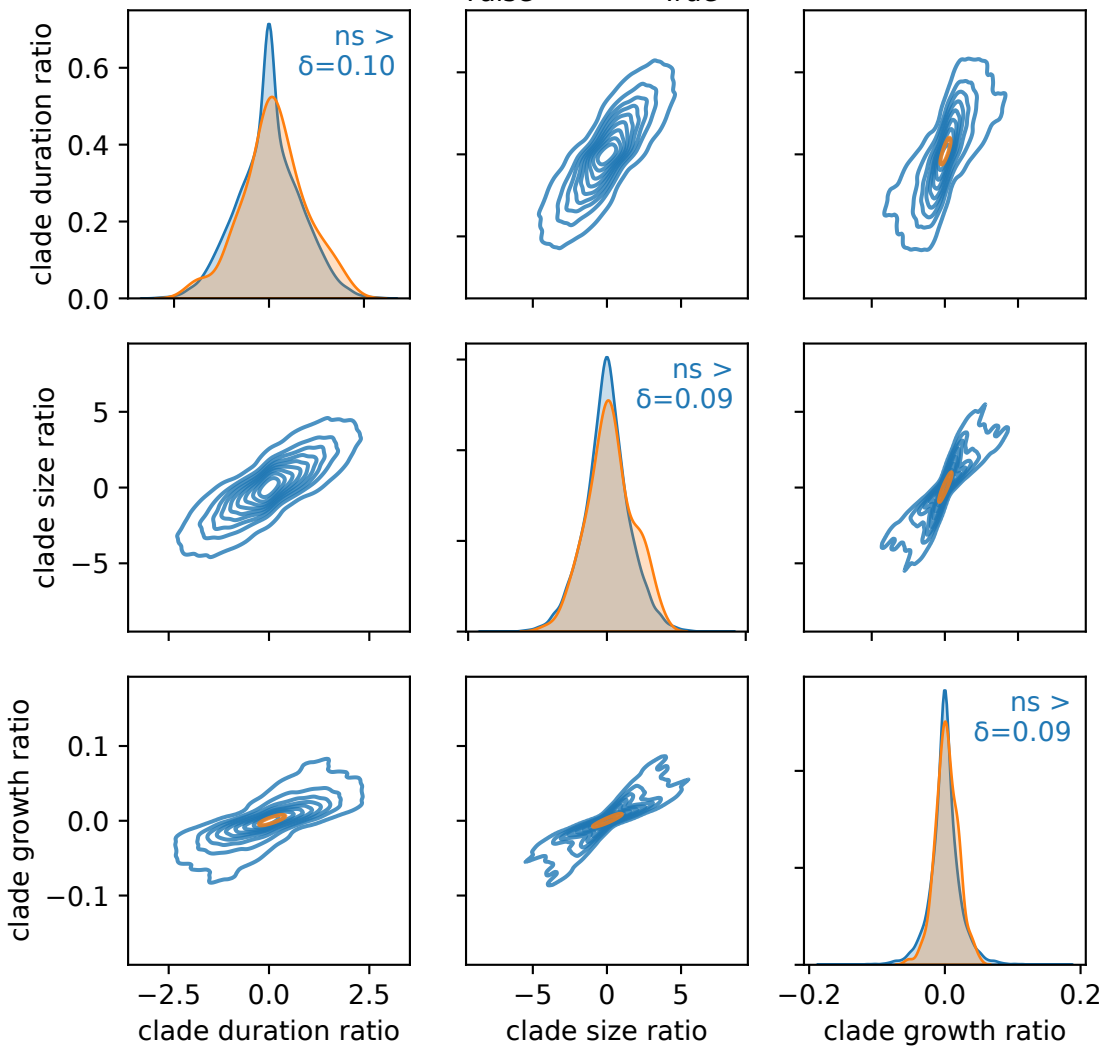 clade duration ratio
0.6
0.4
0.2
0.0
ns >
δ=0.10
clade size ratio
5
0
−5
ns >
δ=0.09
clade growth ratio
0.1
0.0
−0.1
ns >
δ=0.09
−2.5 0.0 2.5
−5 0 5
−0.2 0.0 0.2
clade duration ratio
clade size ratio
clade growth ratio